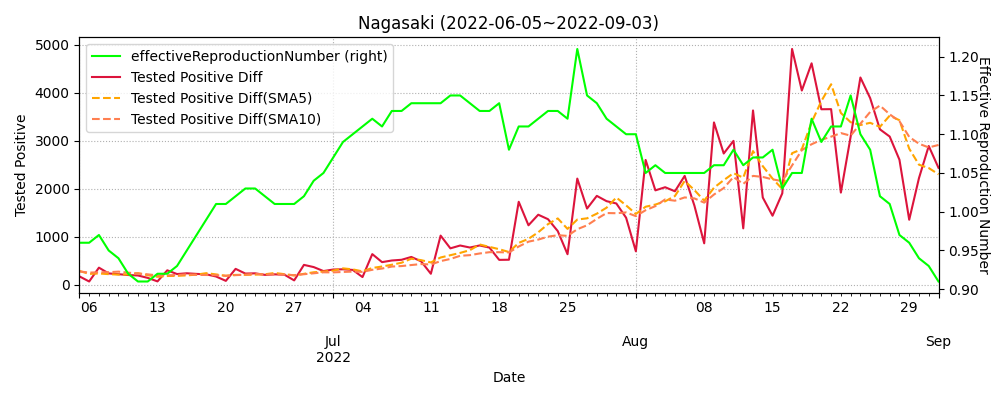 Nagasaki (2022-06-05~2022-09-03)
effectiveReproductionNumber (right)
Tested Positive Diff
Tested Positive Diff(SMA5)
Tested Positive Diff(SMA10)
Tested Positive
5000
4000
3000
2000
1000
0
1.20
1.15
1.10
1.05
1.00
0.95
0.90
Effective Reproduction Number
06 13 20 27 04 11 18 25 08 15 22 29
Jul Aug Sep
2022
Date